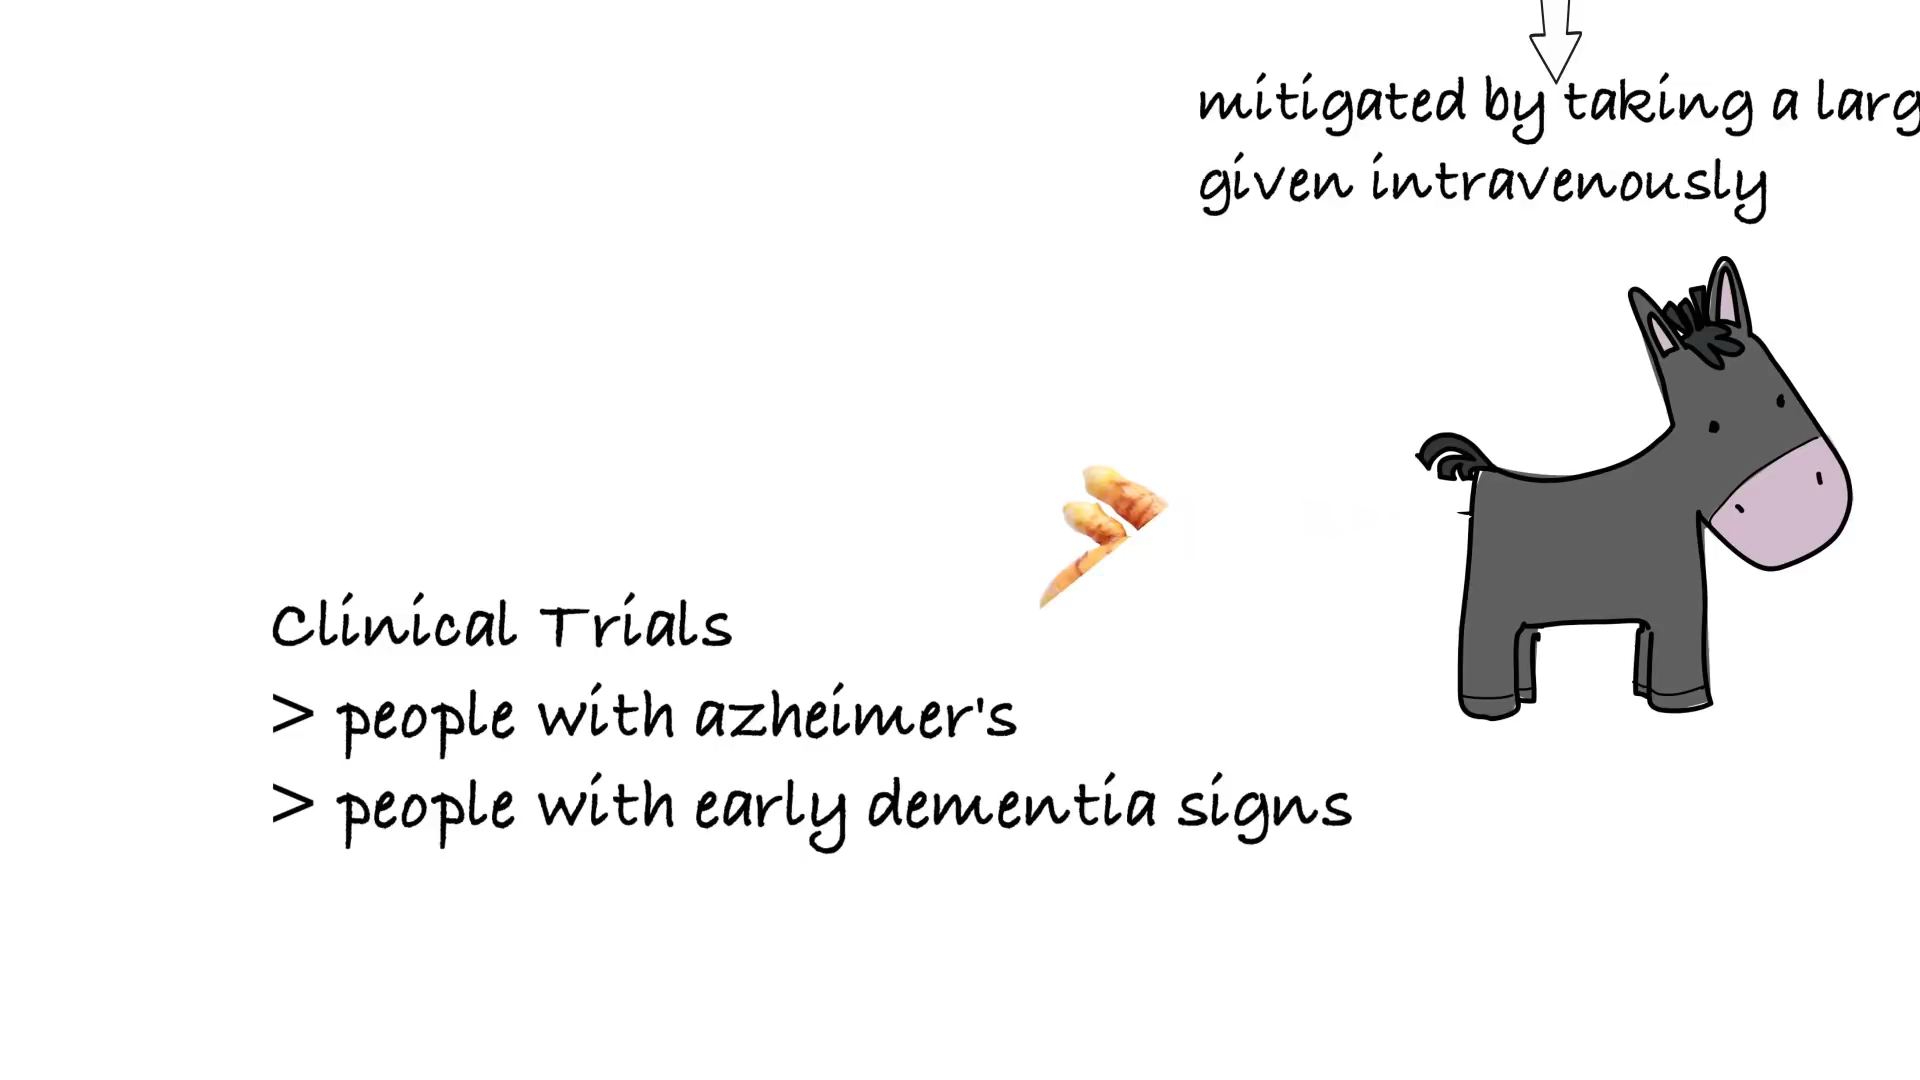 mitigated by taking a larg
given intravenously
Clinical Trials
> people with azheimer's
> people with early dementia signs